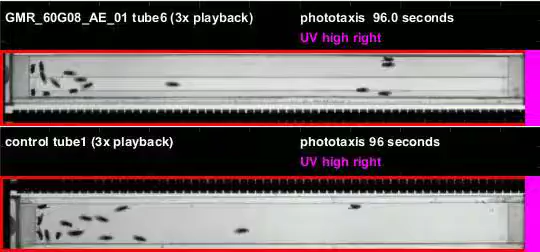 GMR_60G08_AE_01 tube6 (3x playback)
phototaxis 96.0 seconds
UV high right
control tube1 (3x playback)
phototaxis 96 seconds
UV high right